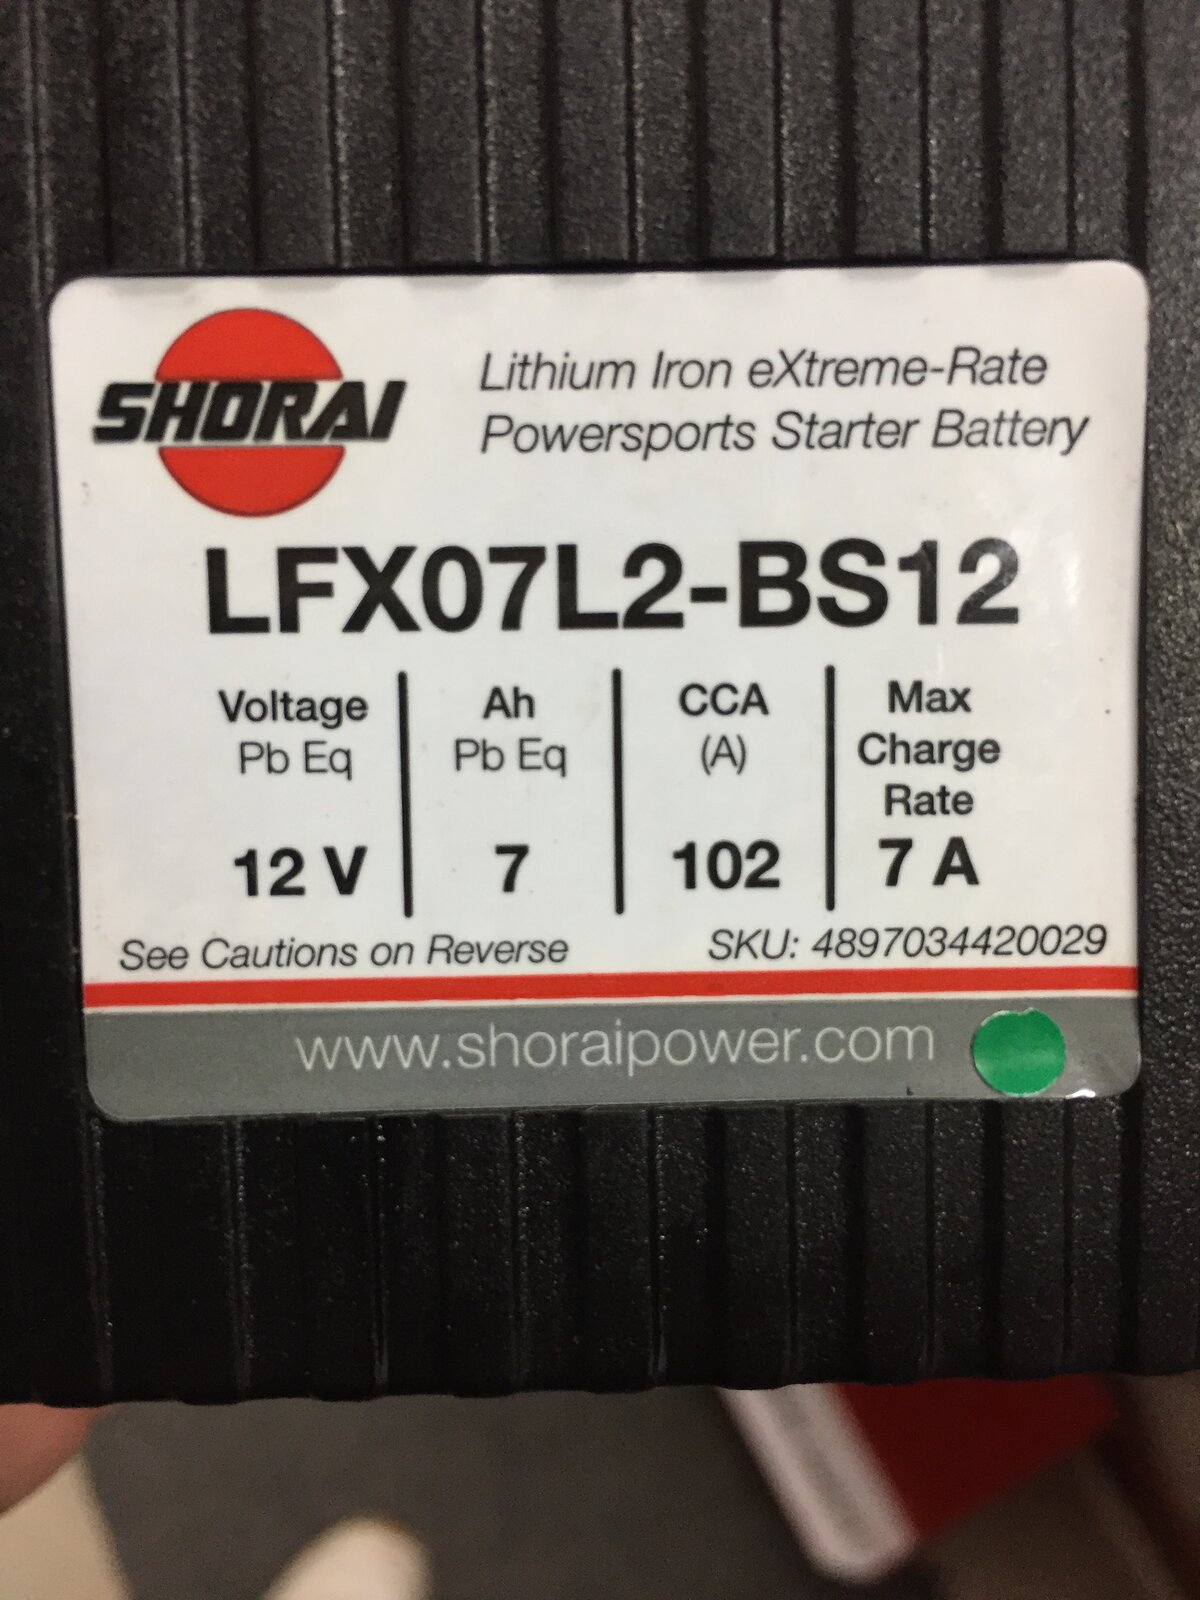 SHORAI
Lithium Iron eXtreme-Rate
Powersports Starter Battery
LFX07L2-BS12
Voltage
Pb Eq
12 V
Ah
Pb Eq
7
CCA
(A)
102
Max
Charge
Rate
7 A
See Cautions on Reverse
SKU: 4897034420029
www.shoraipower.com